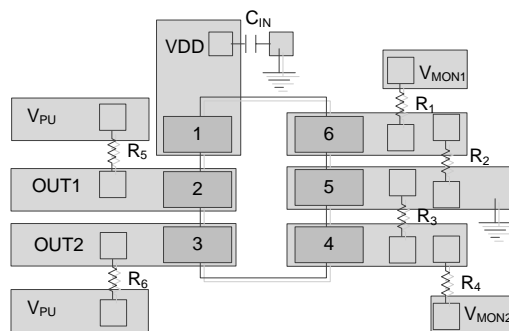 C_IN
VDD
V_MON1
V_PU
1
6
R_1
R_5
R_2
OUT1
2
5
R_3
OUT2
3
4
R_6
R_4
V_PU
V_MON2